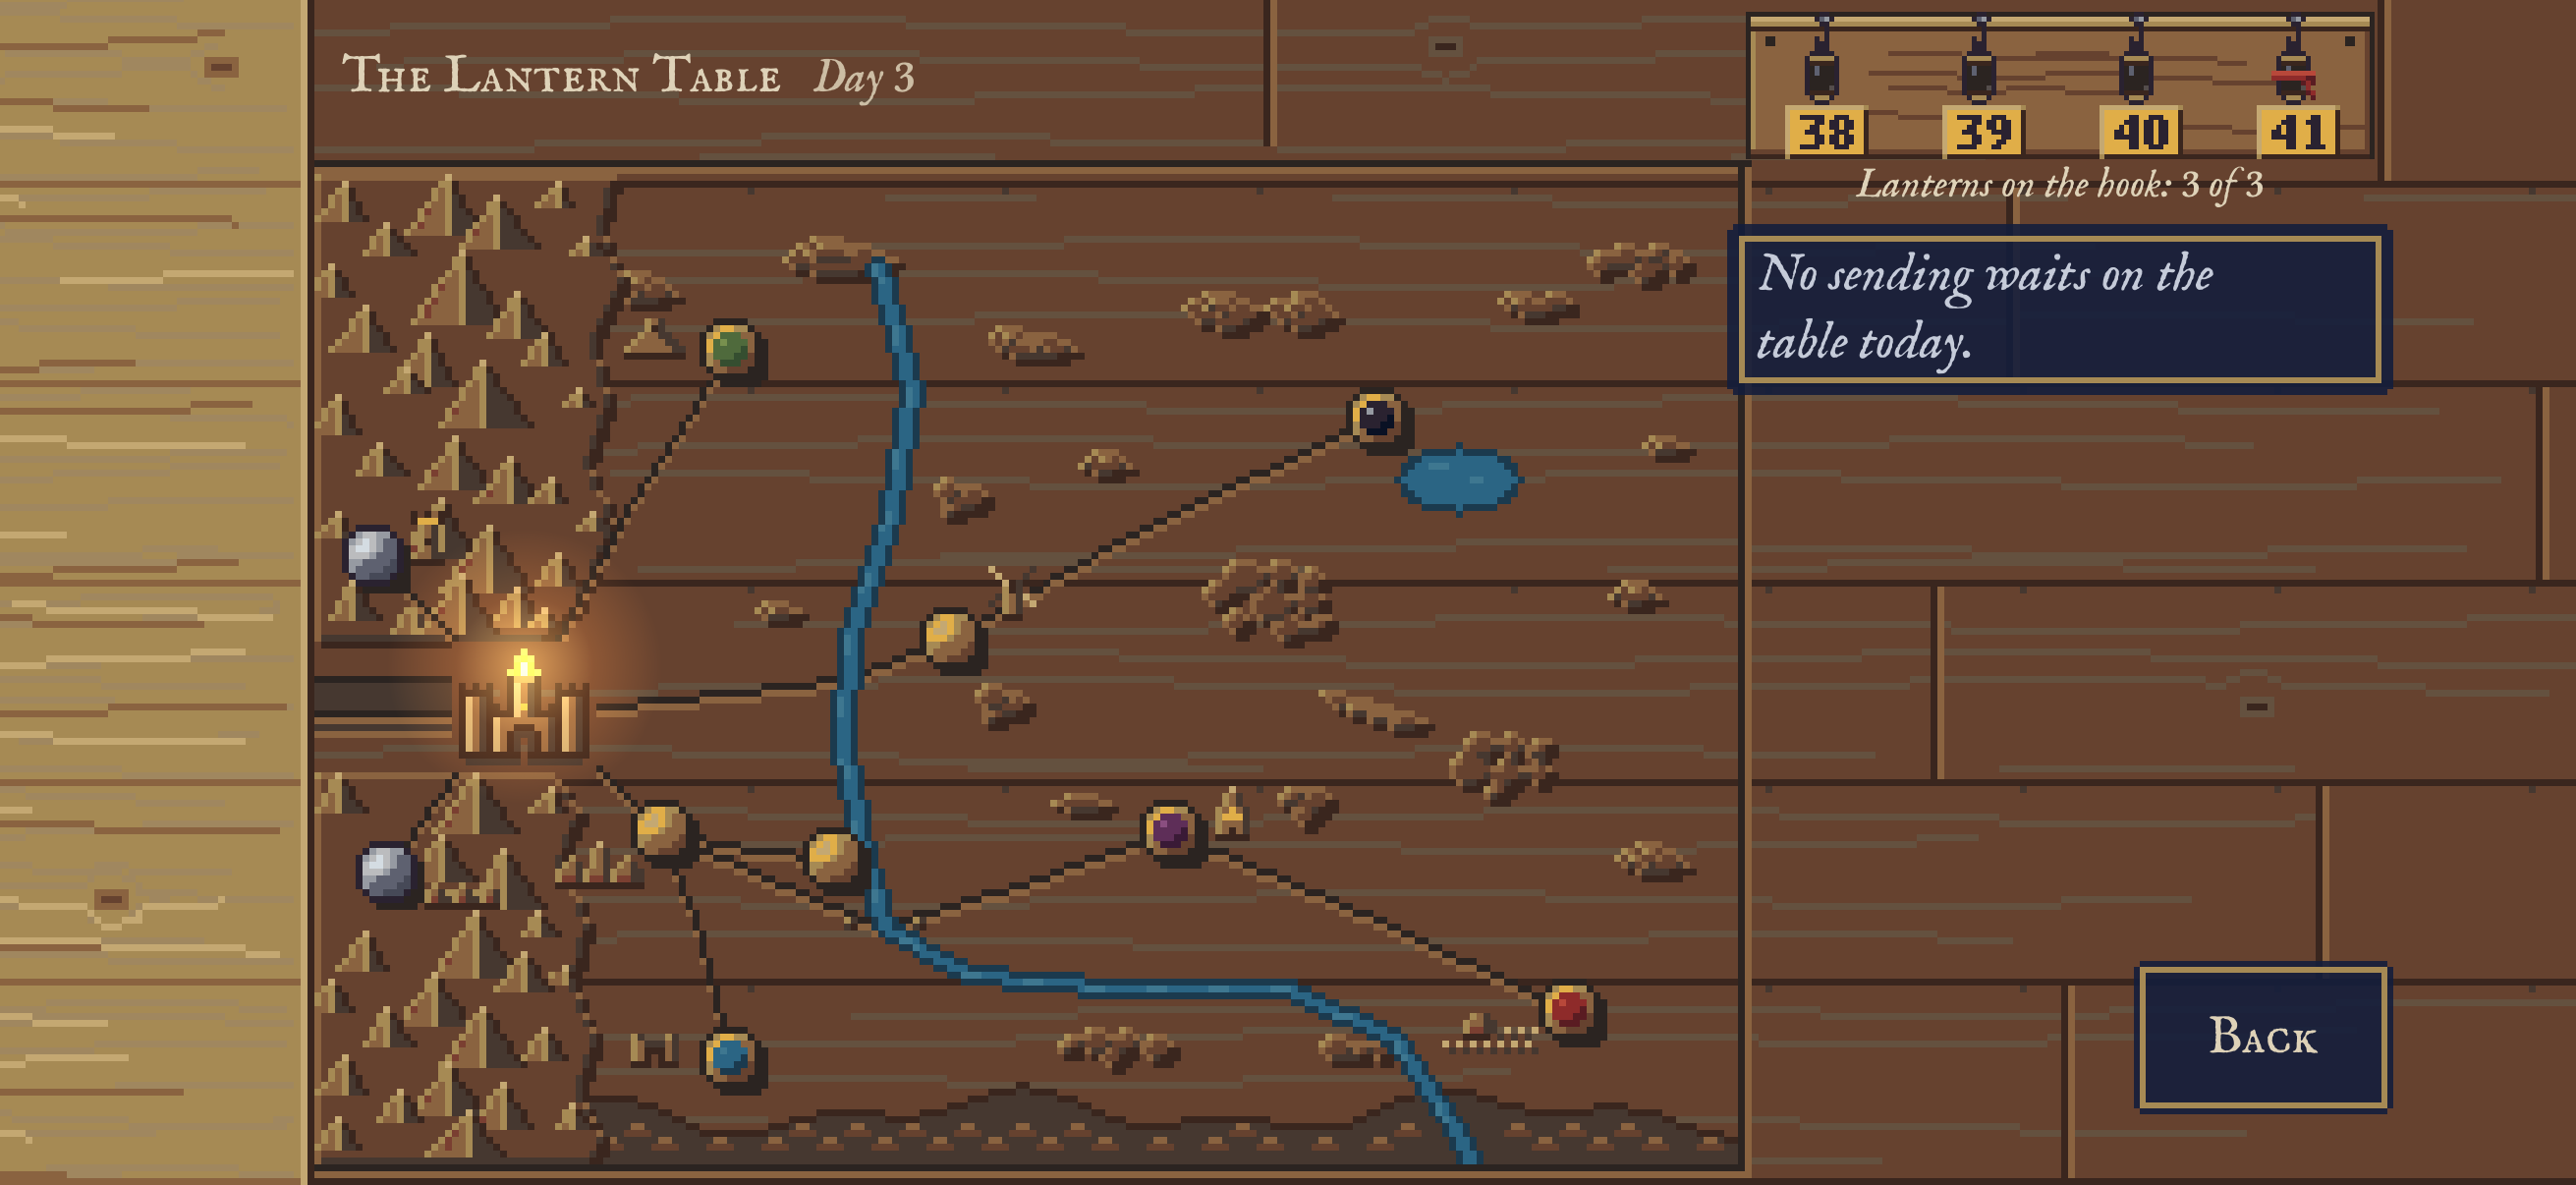 The Lantern Table Day 3
38 39 40 41
Lanterns on the hook: 3 of 3
No sending waits on the
table today.
Back